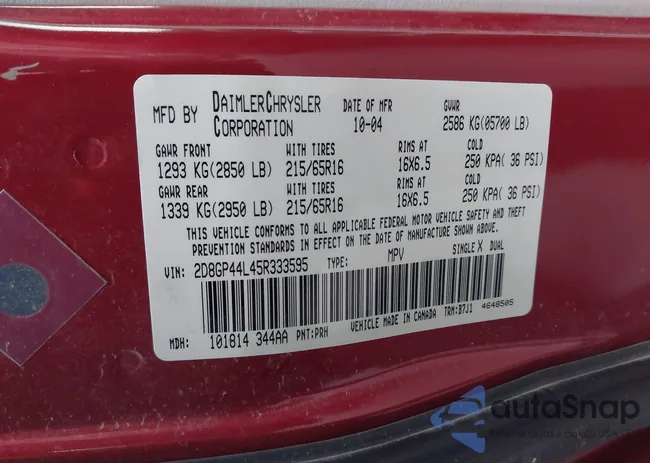 MFD BY DAIMLERCHRYSLER CORPORATION DATE OF MFR 10-04 GVWR 2586 KG(05700 LB)
GAWR FRONT WITH TIRES RIMS AT COLD
1293 KG(2850 LB) 215/65R16 16X6.5 250 KPA( 36 PSI)
GAWR REAR WITH TIRES RIMS AT COLD
1339 KG(2950 LB) 215/65R16 16X6.5 250 KPA( 36 PSI)
THIS VEHICLE CONFORMS TO ALL APPLICABLE FEDERAL MOTOR VEHICLE SAFETY AND THEFT
PREVENTION STANDARDS IN EFFECT ON THE DATE OF MANUFACTURE SHOWN ABOVE.
VIN: 2D8GP44L45R333595 TYPE: MPV SINGLE X DUAL
MDH: 101814 344AA PNT:PRH VEHICLE MADE IN CANADA TRM:B7J1 4648505
autoSnap